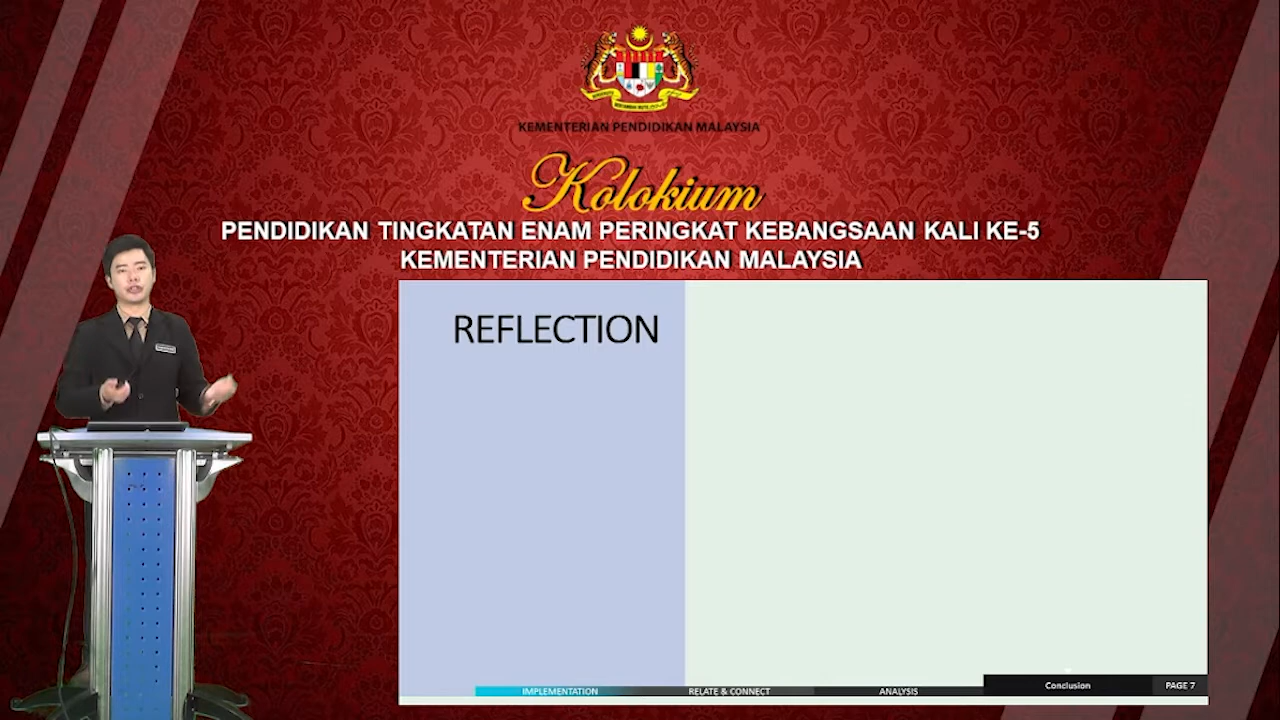 KEMENTERIAN PENDIDIKAN MALAYSIA
Kolokium
PENDIDIKAN TINGKATAN ENAM PERINGKAT KEBANGSAAN KALI KE-5
KEMENTERIAN PENDIDIKAN MALAYSIA
REFLECTION
IMPLEMENTATION RELATE & CONNECT ANALYSIS Conclusion PAGE 7